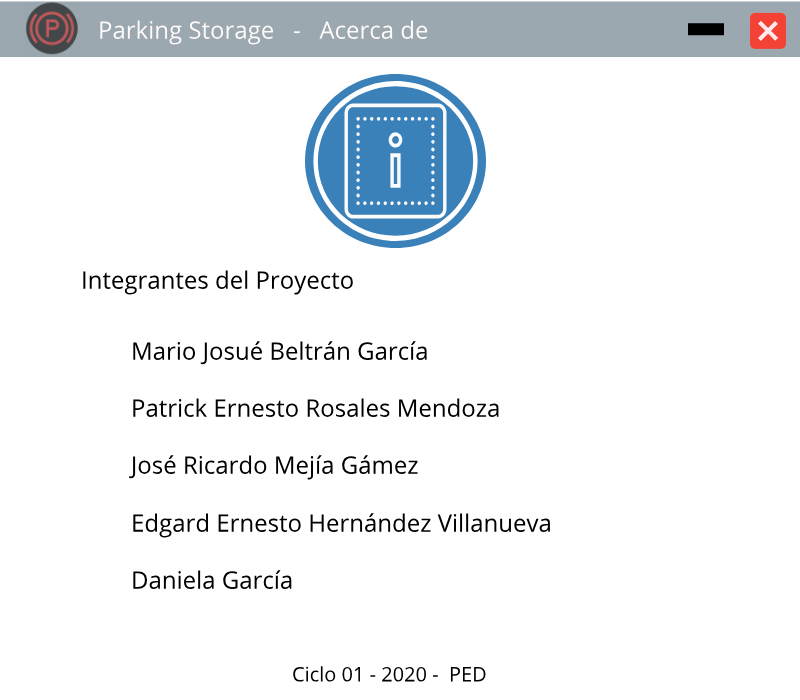 P Parking Storage - Acerca de
i
Integrantes del Proyecto
Mario Josué Beltrán García
Patrick Ernesto Rosales Mendoza
José Ricardo Mejía Gámez
Edgard Ernesto Hernández Villanueva
Daniela García
Ciclo 01 - 2020 - PED